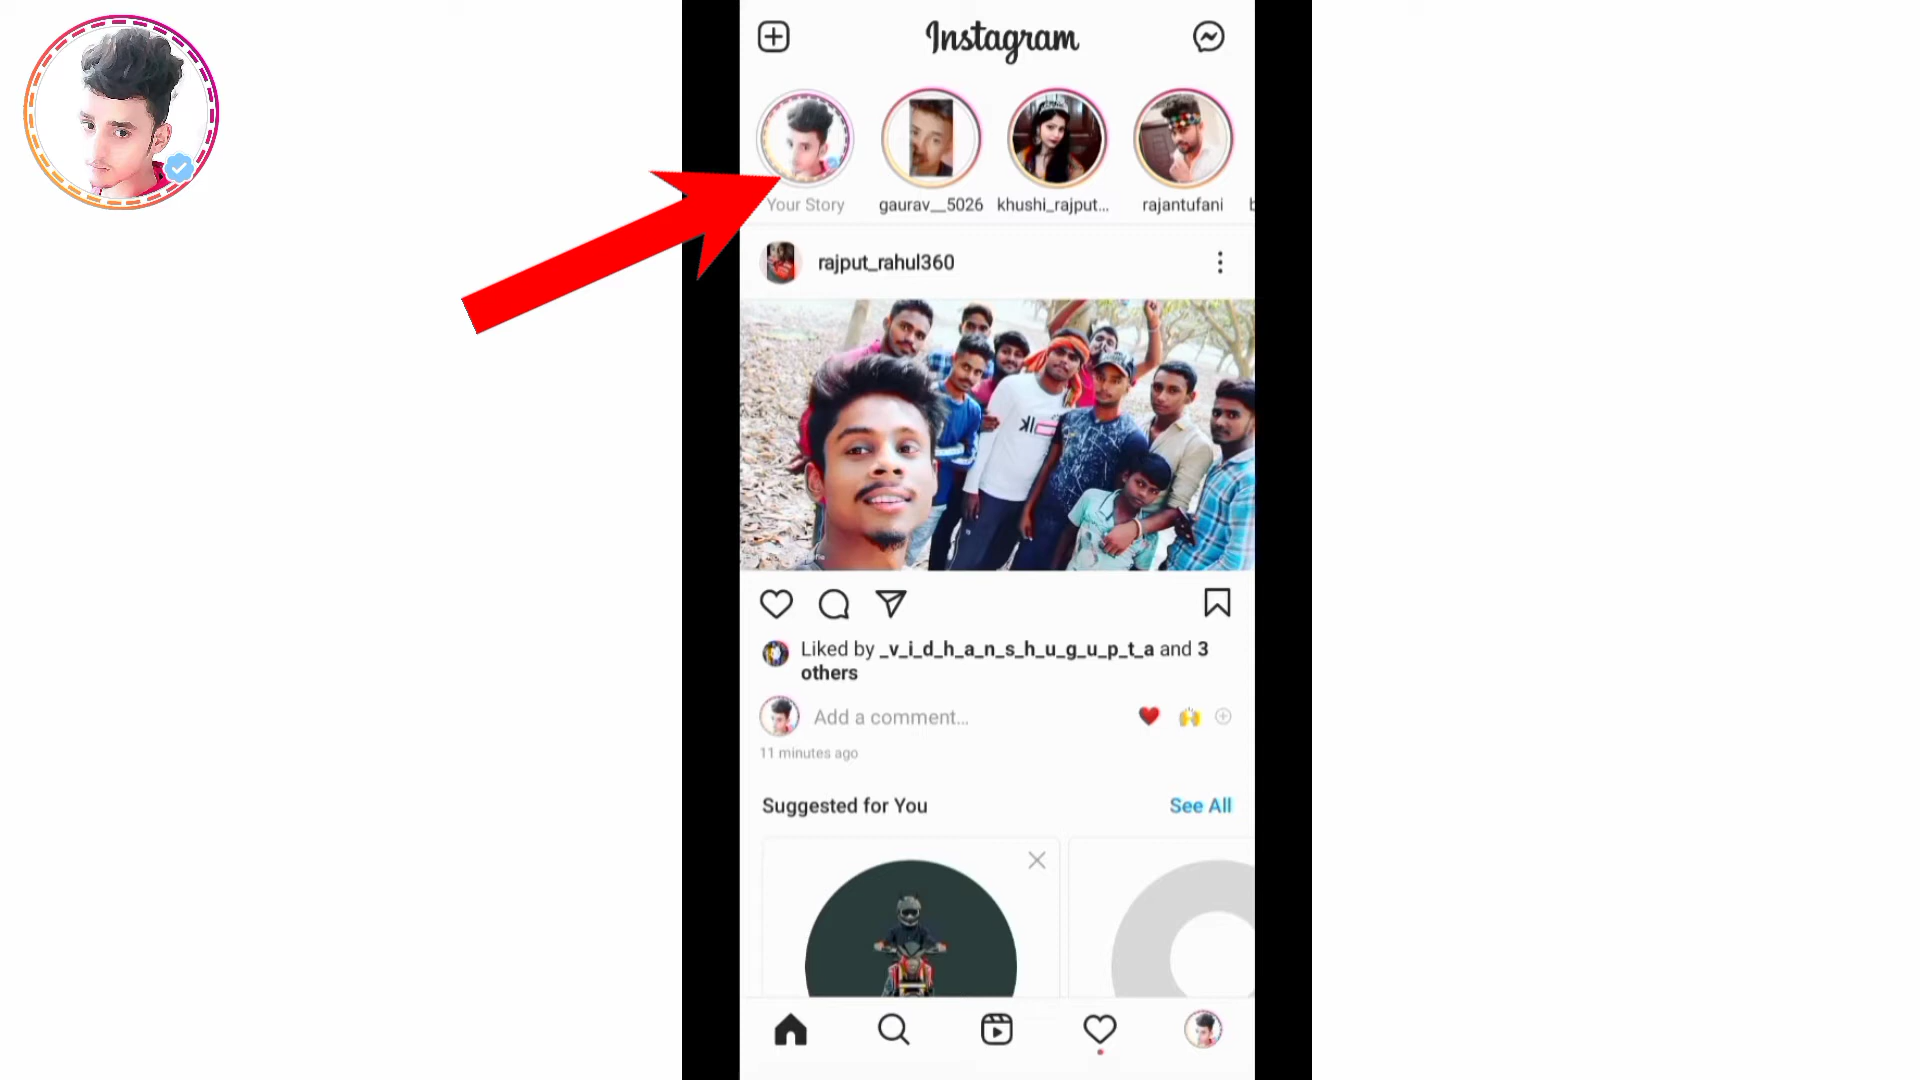 Instagram
Your Story
gaurav__5026
khushi_rajput...
rajantufani
rajput_rahul360
Liked by _v_i_d_h_a_n_s_h_u_g_u_p_t_a and 3
others
Add a comment...
11 minutes ago
Suggested for You
See All